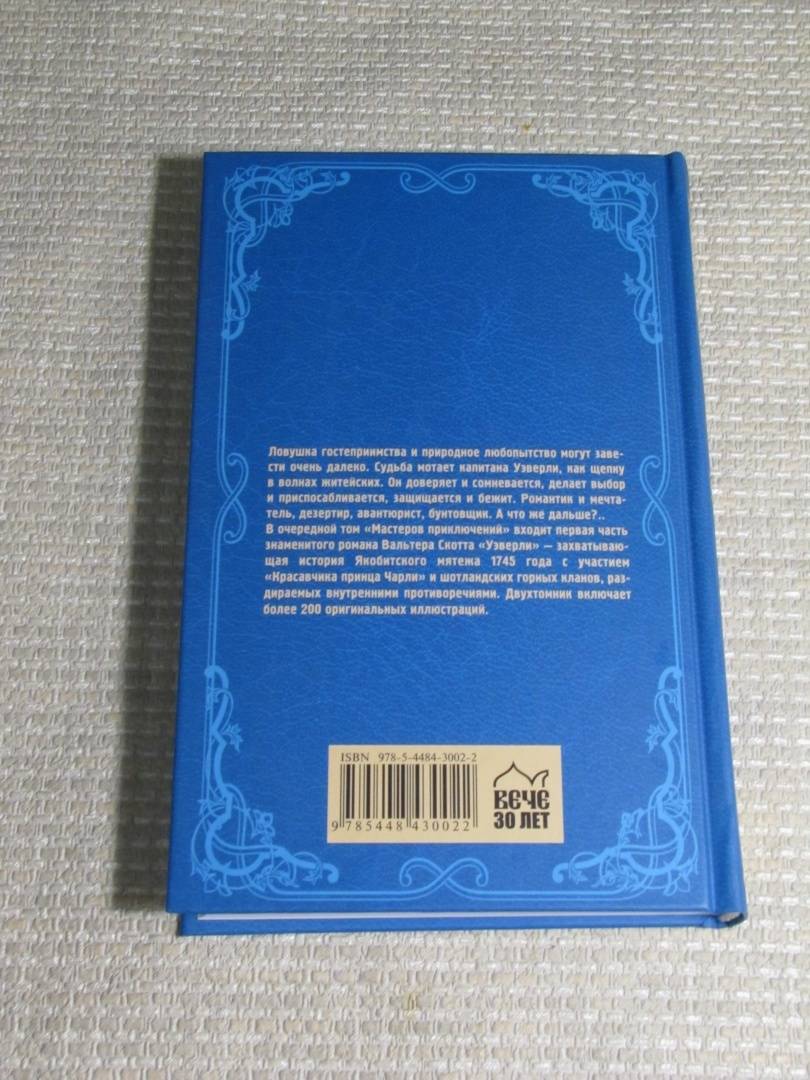 Ловушка гостеприимства и природное любопытство могут заве-
сти очень далеко. Судьба мотает капитана Уэверли, как щепку
в волнах житейских. Он доверяет и сомневается, делает выбор
и приспосабливается, защищается и бежит. Романтик и мечта-
тель, дезертир, авантюрист, бунтовщик. А что же дальше?..
В очередной том «Мастеров приключений» входит первая часть
знаменитого романа Вальтера Скотта «Уэверли» – захватываю-
щая история Якобитского мятежа 1745 года с участием
«Красавчика принца Чарли» и шотландских горных кланов, раз-
дираемых внутренними противоречиями. Двухтомник включает
более 200 оригинальных иллюстраций.
ISBN 978-5-4484-3002-2
9 785448 430022
ВЕЧЕ
30 ЛЕТ